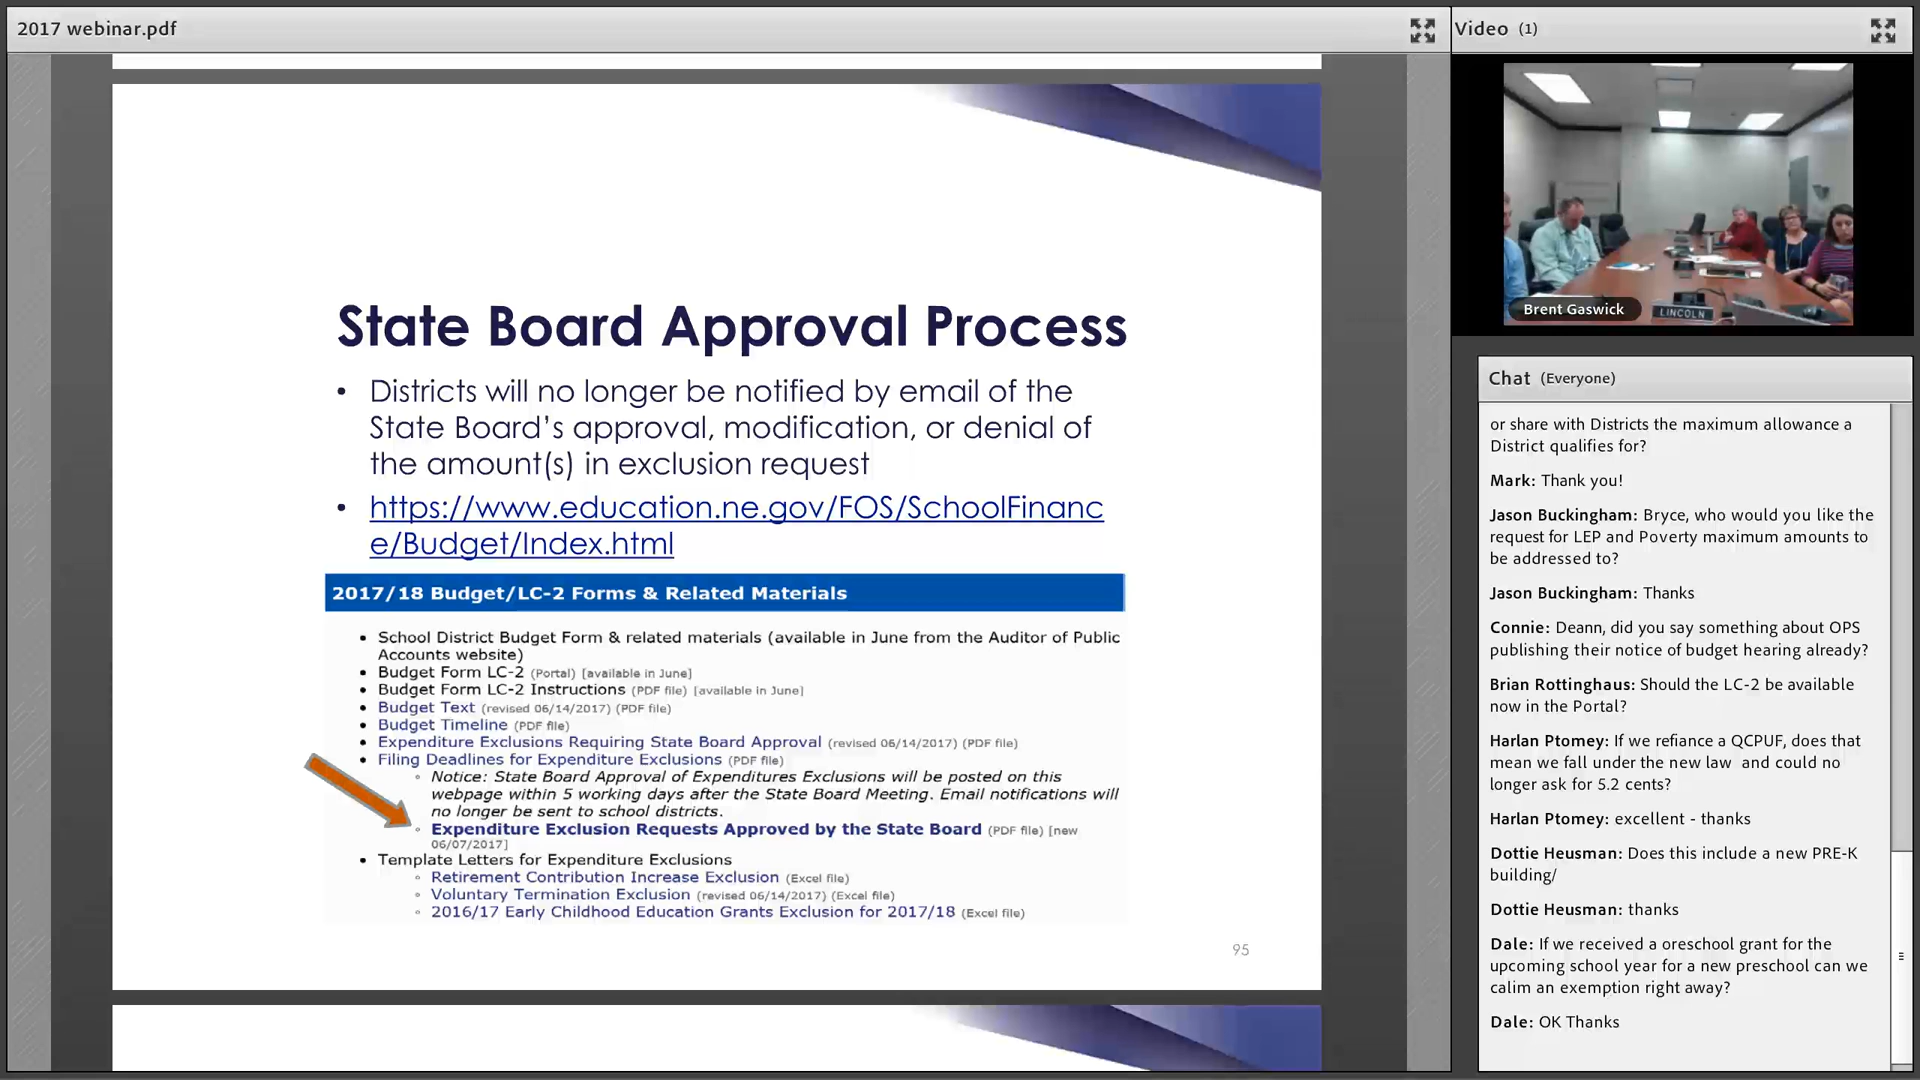 2017 webinar.pdf
State Board Approval Process
• Districts will no longer be notified by email of the
State Board’s approval, modification, or denial of
the amount(s) in exclusion request
• https://www.education.ne.gov/FOS/SchoolFinanc
e/Budget/Index.html
2017/18 Budget/LC-2 Forms & Related Materials
• School District Budget Form & related materials (available in June from the Auditor of Public
Accounts website)
• Budget Form LC-2 (Portal) [available in June]
• Budget Form LC-2 Instructions (PDF file) [available in June]
• Budget Text (revised 06/14/2017) (PDF file)
• Budget Timeline (PDF file)
• Expenditure Exclusions Requiring State Board Approval (revised 06/14/2017) (PDF file)
• Filing Deadlines for Expenditure Exclusions (PDF file)
◦ Notice: State Board Approval of Expenditures Exclusions will be posted on this
webpage within 5 working days after the State Board Meeting. Email notifications will
no longer be sent to school districts.
◦ Expenditure Exclusion Requests Approved by the State Board (PDF file) [new
06/07/2017]
• Template Letters for Expenditure Exclusions
◦ Retirement Contribution Increase Exclusion (Excel file)
◦ Voluntary Termination Exclusion (revised 06/14/2017) (Excel file)
◦ 2016/17 Early Childhood Education Grants Exclusion for 2017/18 (Excel file)
95
Video (1)
Brent Gaswick
LINCOLN
Chat (Everyone)
or share with Districts the maximum allowance a
District qualifies for?
Mark: Thank you!
Jason Buckingham: Bryce, who would you like the
request for LEP and Poverty maximum amounts to
be addressed to?
Jason Buckingham: Thanks
Connie: Deann, did you say something about OPS
publishing their notice of budget hearing already?
Brian Rottinghaus: Should the LC-2 be available
now in the Portal?
Harlan Ptomey: If we refiance a QCPUF, does that
mean we fall under the new law and could no
longer ask for 5.2 cents?
Harlan Ptomey: excellent - thanks
Dottie Heusman: Does this include a new PRE-K
building/
Dottie Heusman: thanks
Dale: If we received a oreschool grant for the
upcoming school year for a new preschool can we
calim an exemption right away?
Dale: OK Thanks